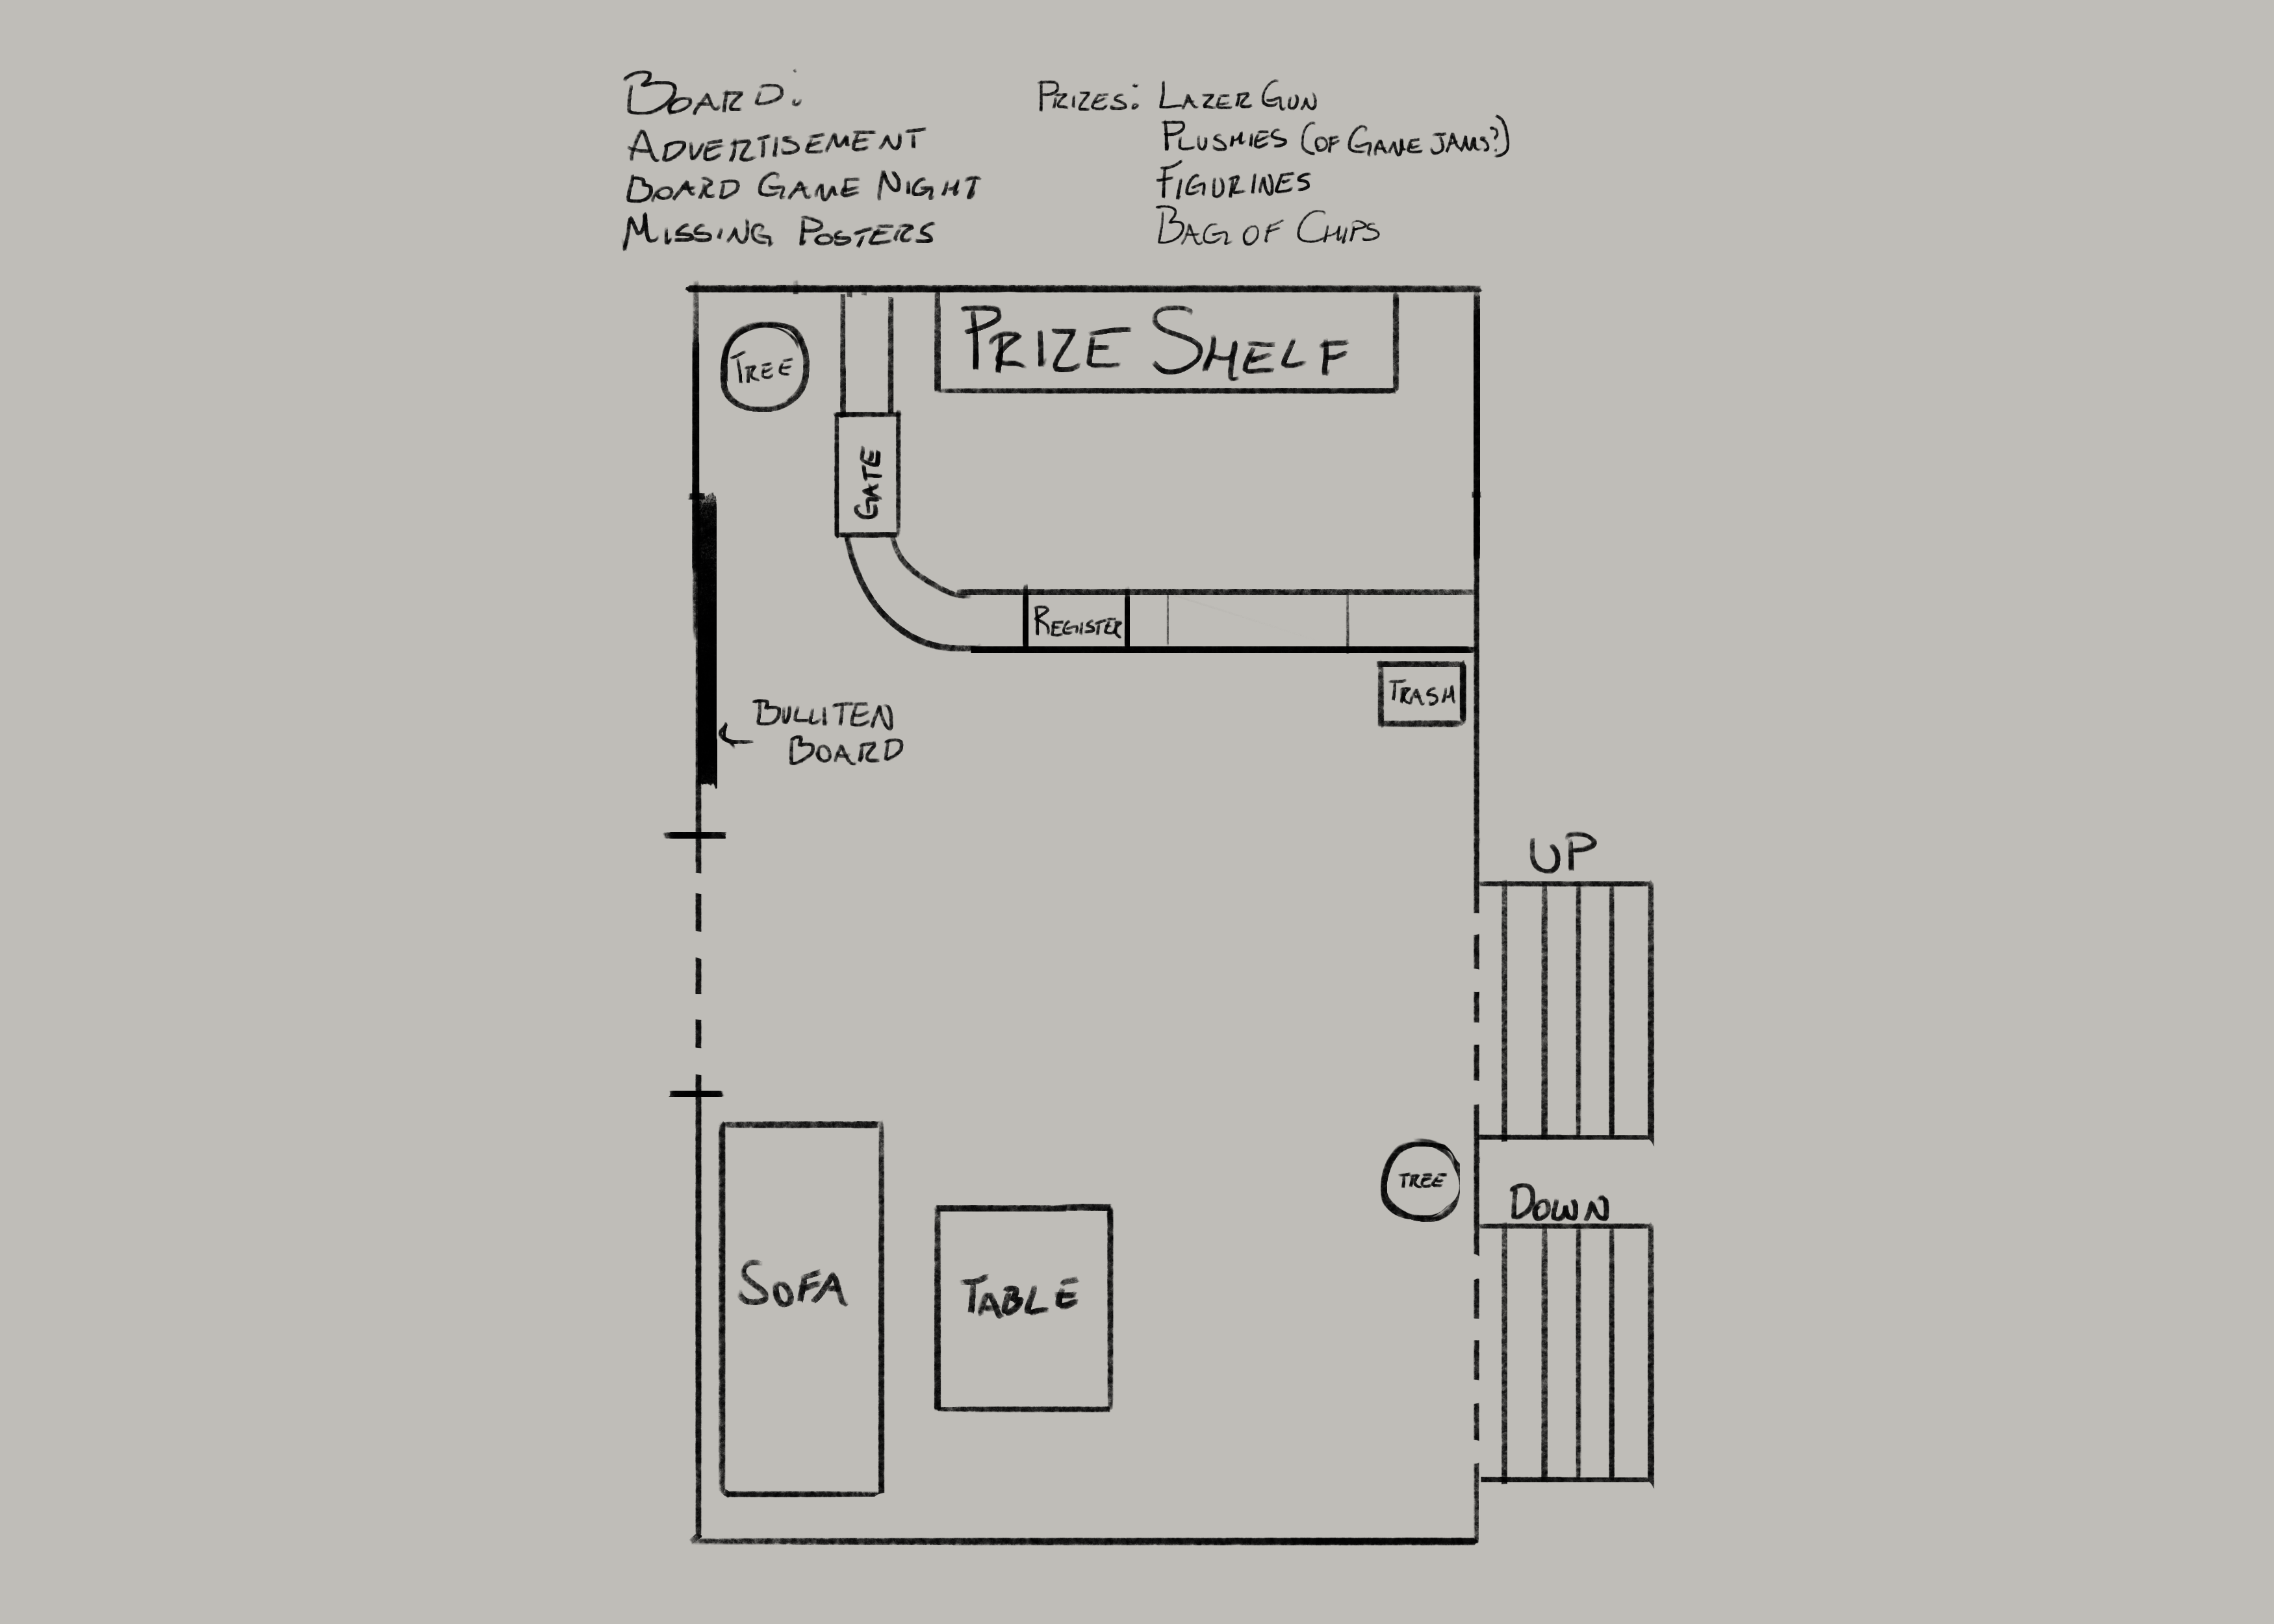 BOARD:
ADVERTISEMENT
BOARD GAME NIGHT
MISSING POSTERS
PRIZES: LAZER GUN
PLUSHIES (OF GAME JAMS?)
FIGURINES
BAG OF CHIPS
TREE
PRIZE SHELF
GATE
REGISTER
TRASH
BULLITEN
BOARD
UP
TREE
DOWN
SOFA
TABLE